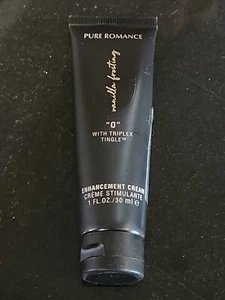 PURE ROMANCE
vanilla frosting
"O"
WITH TRIPLEX
TINGLE™
ENHANCEMENT CREAM
CRÈME STIMULANTE
1 FL.OZ./30 ml e